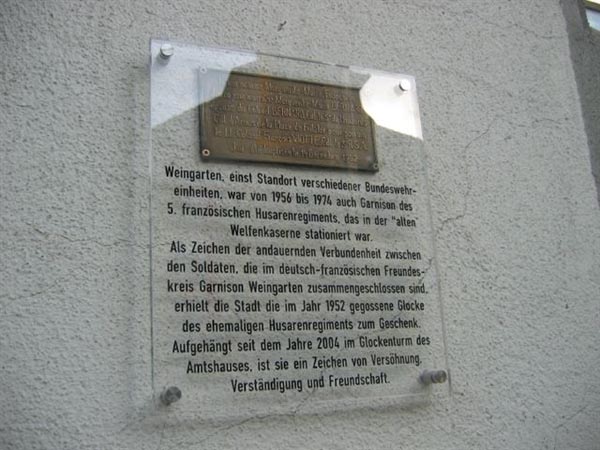 Weingarten, einst Standort verschiedener Bundeswehr-
einheiten, war von 1956 bis 1974 auch Garnison des
5. französischen Husarenregiments, das in der "alten"
Welfenkaserne stationiert war.
Als Zeichen der andauernden Verbundenheit zwischen
den Soldaten, die im deutsch-französischen Freundes-
kreis Garnison Weingarten zusammengeschlossen sind,
erhielt die Stadt die im Jahr 1952 gegossene Glocke
des ehemaligen Husarenregiments zum Geschenk.
Aufgehängt seit dem Jahre 2004 im Glockenturm des
Amtshauses, ist sie ein Zeichen von Versöhnung,
Verständigung und Freundschaft.